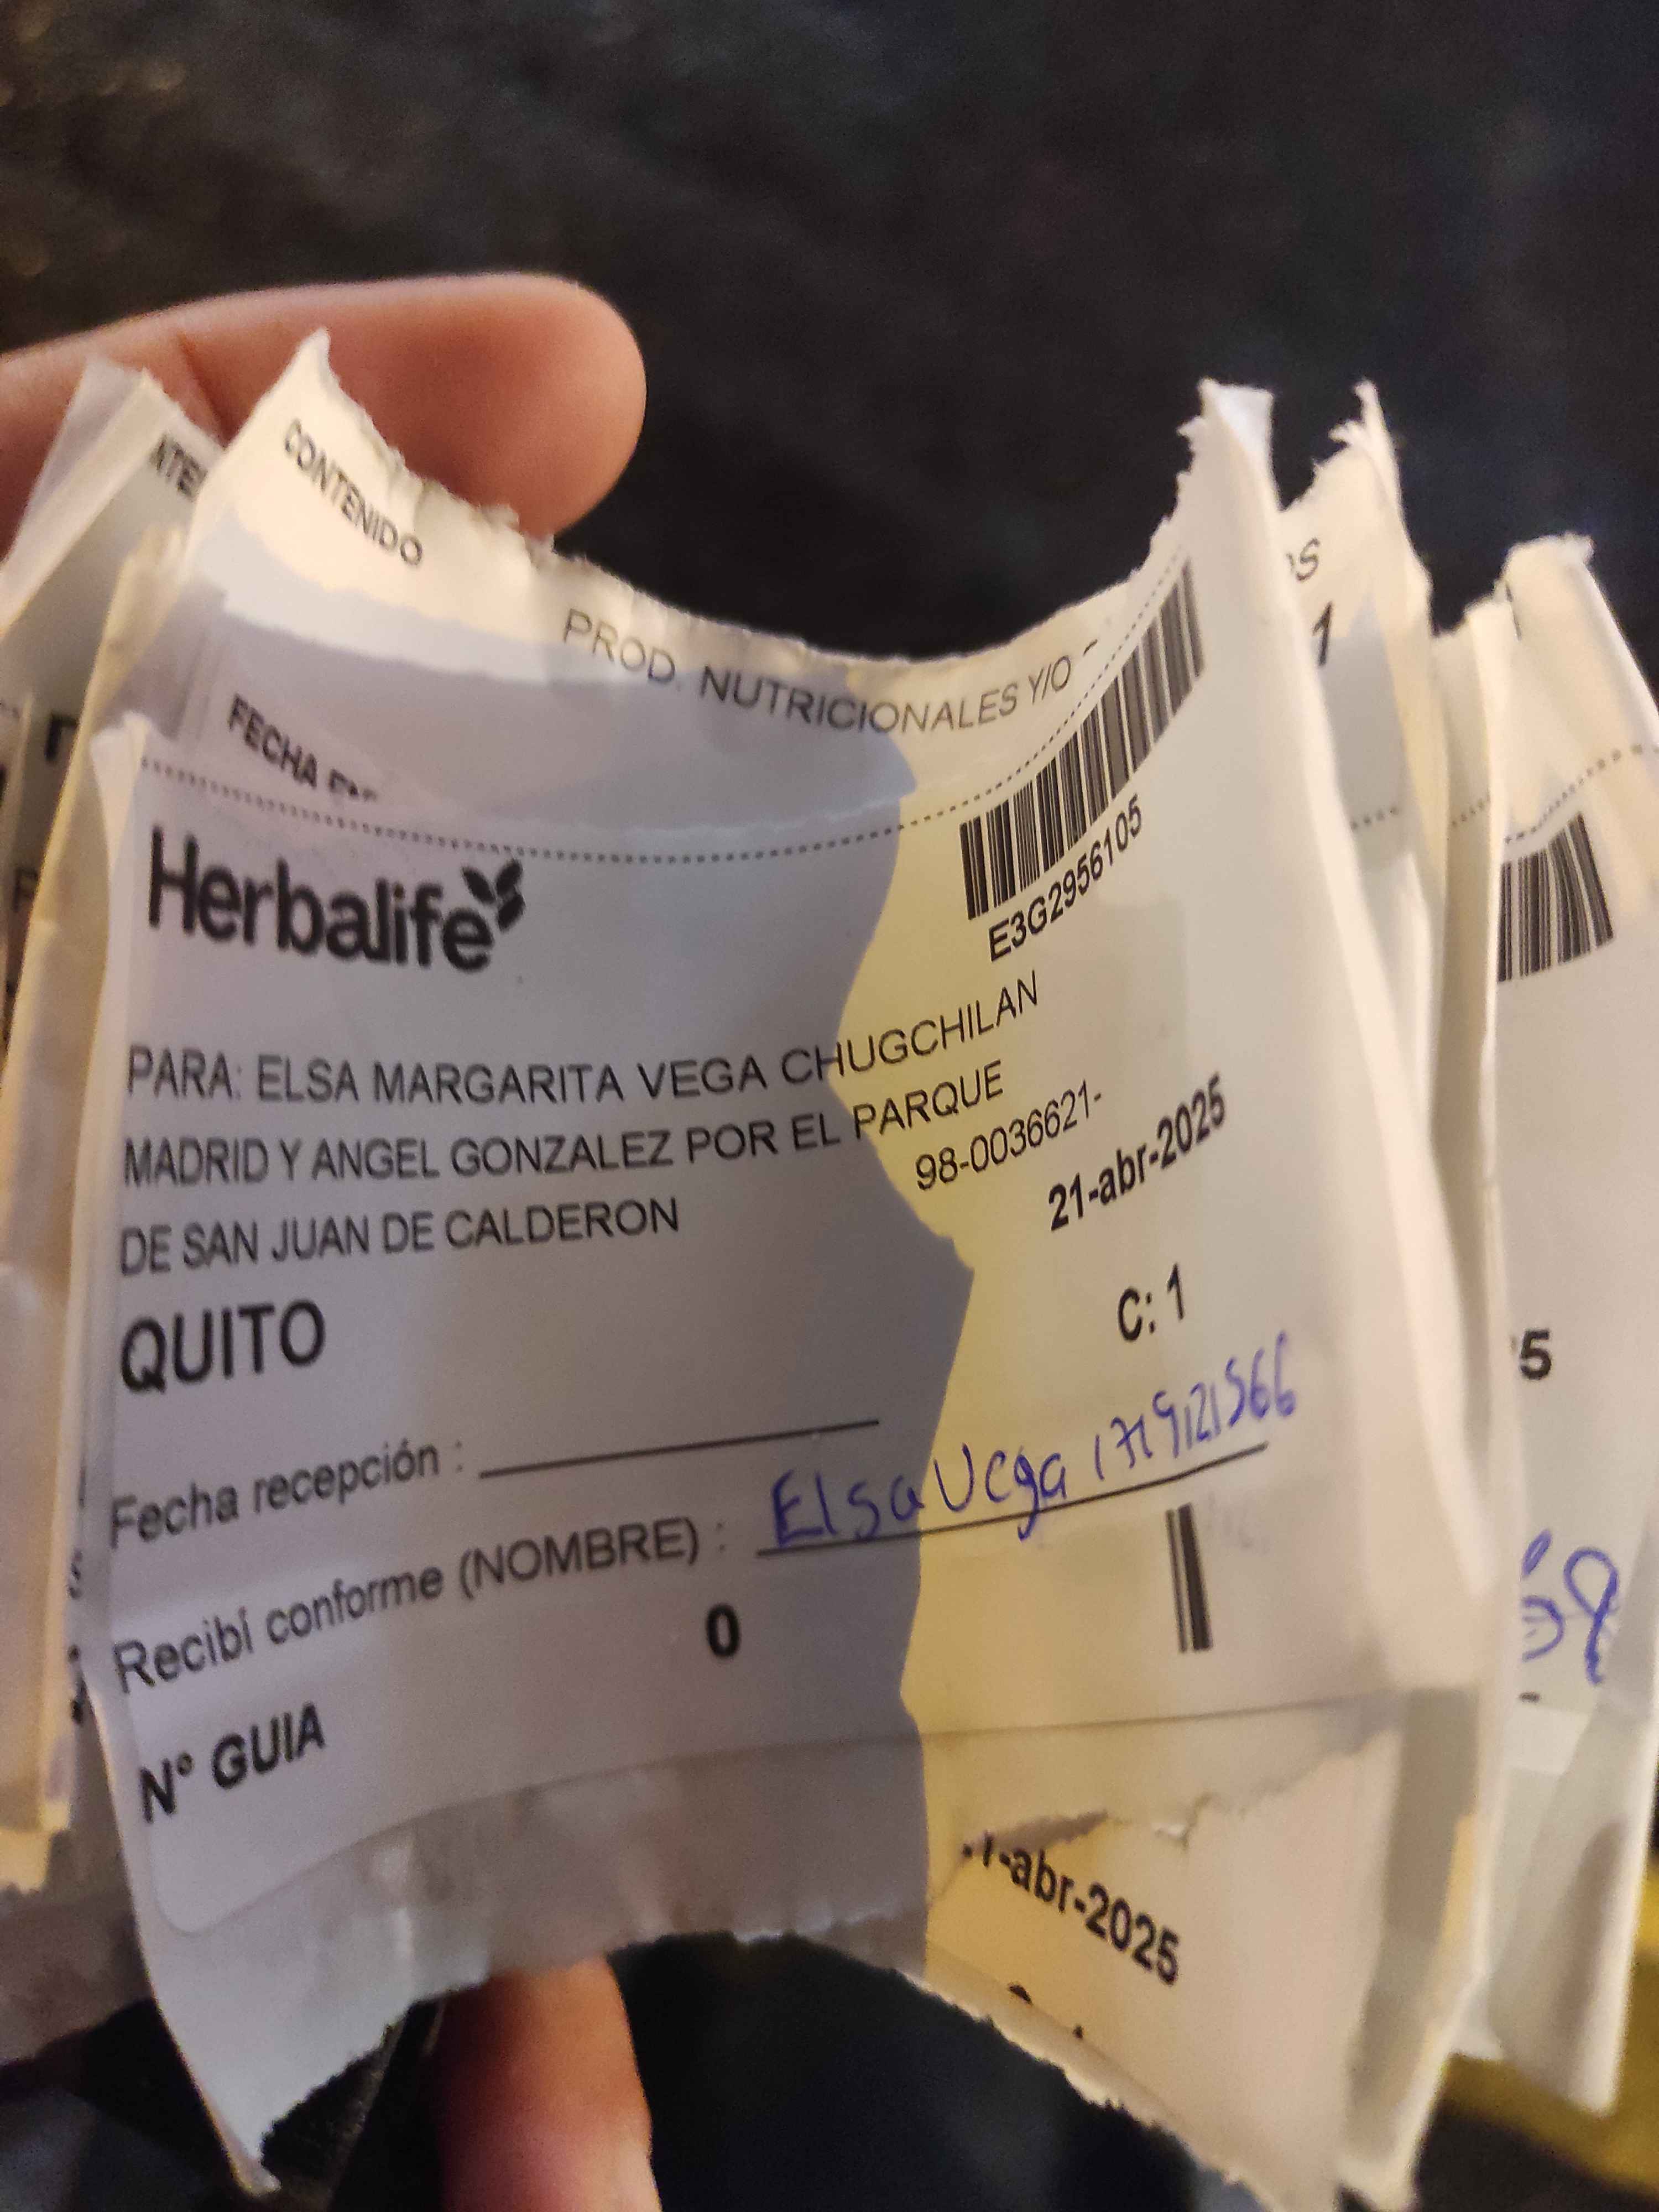 CONTENIDO
PROD. NUTRICIONALES Y/O
FECHA
Herbalife
E3G2956105
PARA: ELSA MARGARITA VEGA CHUGCHILAN
MADRID Y ANGEL GONZALEZ POR EL PARQUE
98-0036621-
DE SAN JUAN DE CALDERON
21-abr-2025
QUITO
C: 1
Fecha recepción :
Recibí conforme (NOMBRE) : Elsa Vega 1719121566
0
N° GUIA
-abr-2025